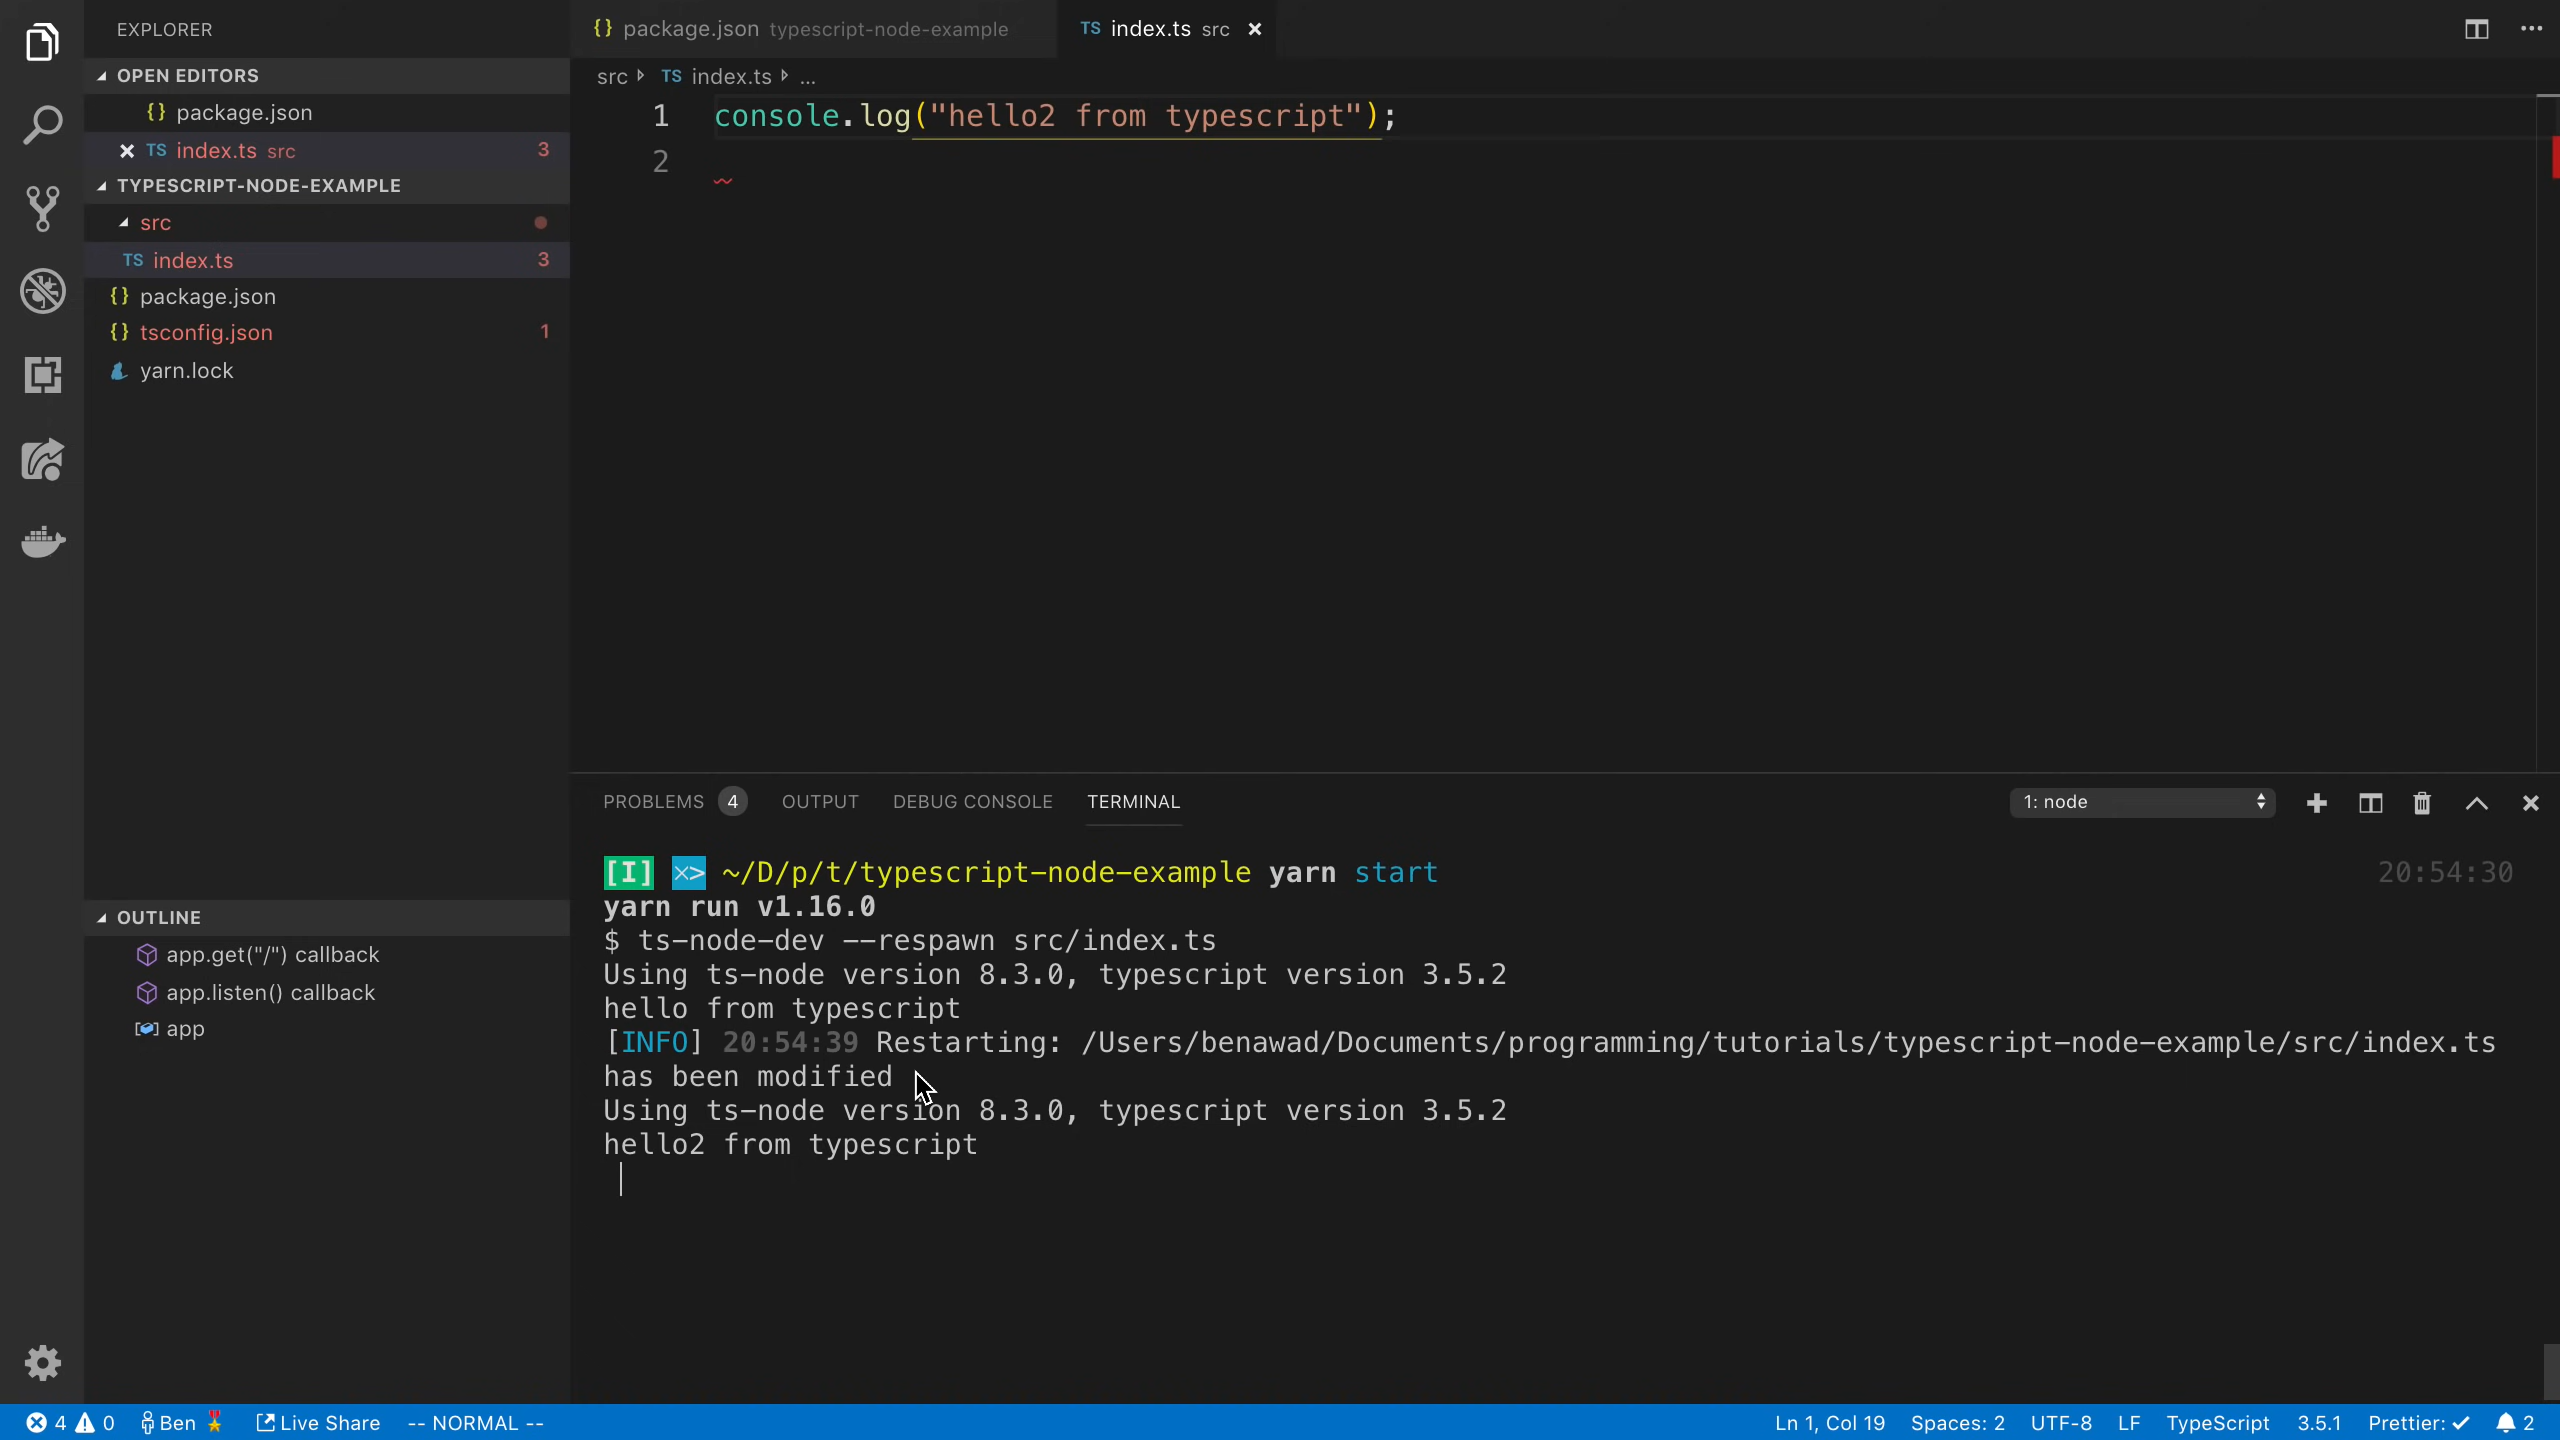 EXPLORER
OPEN EDITORS
{} package.json
TS index.ts src 3
TYPESCRIPT-NODE-EXAMPLE
src
TS index.ts 3
{} package.json
{} tsconfig.json 1
yarn.lock
OUTLINE
app.get("/") callback
app.listen() callback
app
{} package.json typescript-node-example
TS index.ts src
src TS index.ts ...
1 console.log("hello2 from typescript");
2
PROBLEMS 4 OUTPUT DEBUG CONSOLE TERMINAL
1: node
[I] ⨉> ~/D/p/t/typescript-node-example yarn start 20:54:30
yarn run v1.16.0
$ ts-node-dev --respawn src/index.ts
Using ts-node version 8.3.0, typescript version 3.5.2
hello from typescript
[INFO] 20:54:39 Restarting: /Users/benawad/Documents/programming/tutorials/typescript-node-example/src/index.ts
has been modified
Using ts-node version 8.3.0, typescript version 3.5.2
hello2 from typescript
4 0 Ben Live Share -- NORMAL -- Ln 1, Col 19 Spaces: 2 UTF-8 LF TypeScript 3.5.1 Prettier: ✓ 2